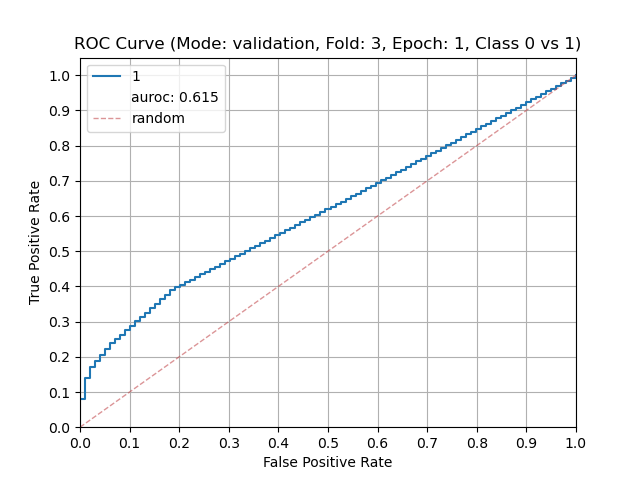 ROC Curve (Mode: validation, Fold: 3, Epoch: 1, Class 0 vs 1)
1
auroc: 0.615
random
True Positive Rate
1.0
0.9
0.8
0.7
0.6
0.5
0.4
0.3
0.2
0.1
0.0
0.0 0.1 0.2 0.3 0.4 0.5 0.6 0.7 0.8 0.9 1.0
False Positive Rate